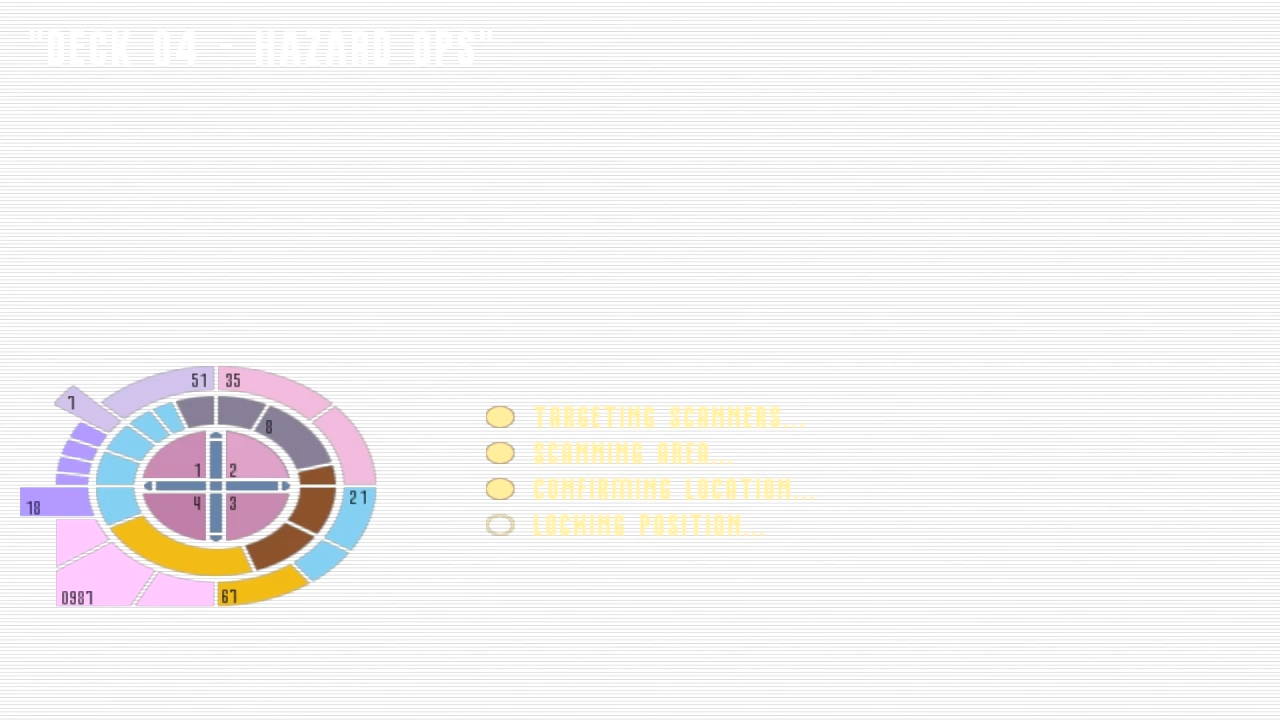 "DECK 04 - HAZARD OPS"
51 35
7
8
1 2
4 3
21
18
0987
67
TARGETING SCANNERS...
SCANNING AREA...
CONFIRMING LOCATION...
LOCKING POSITION...